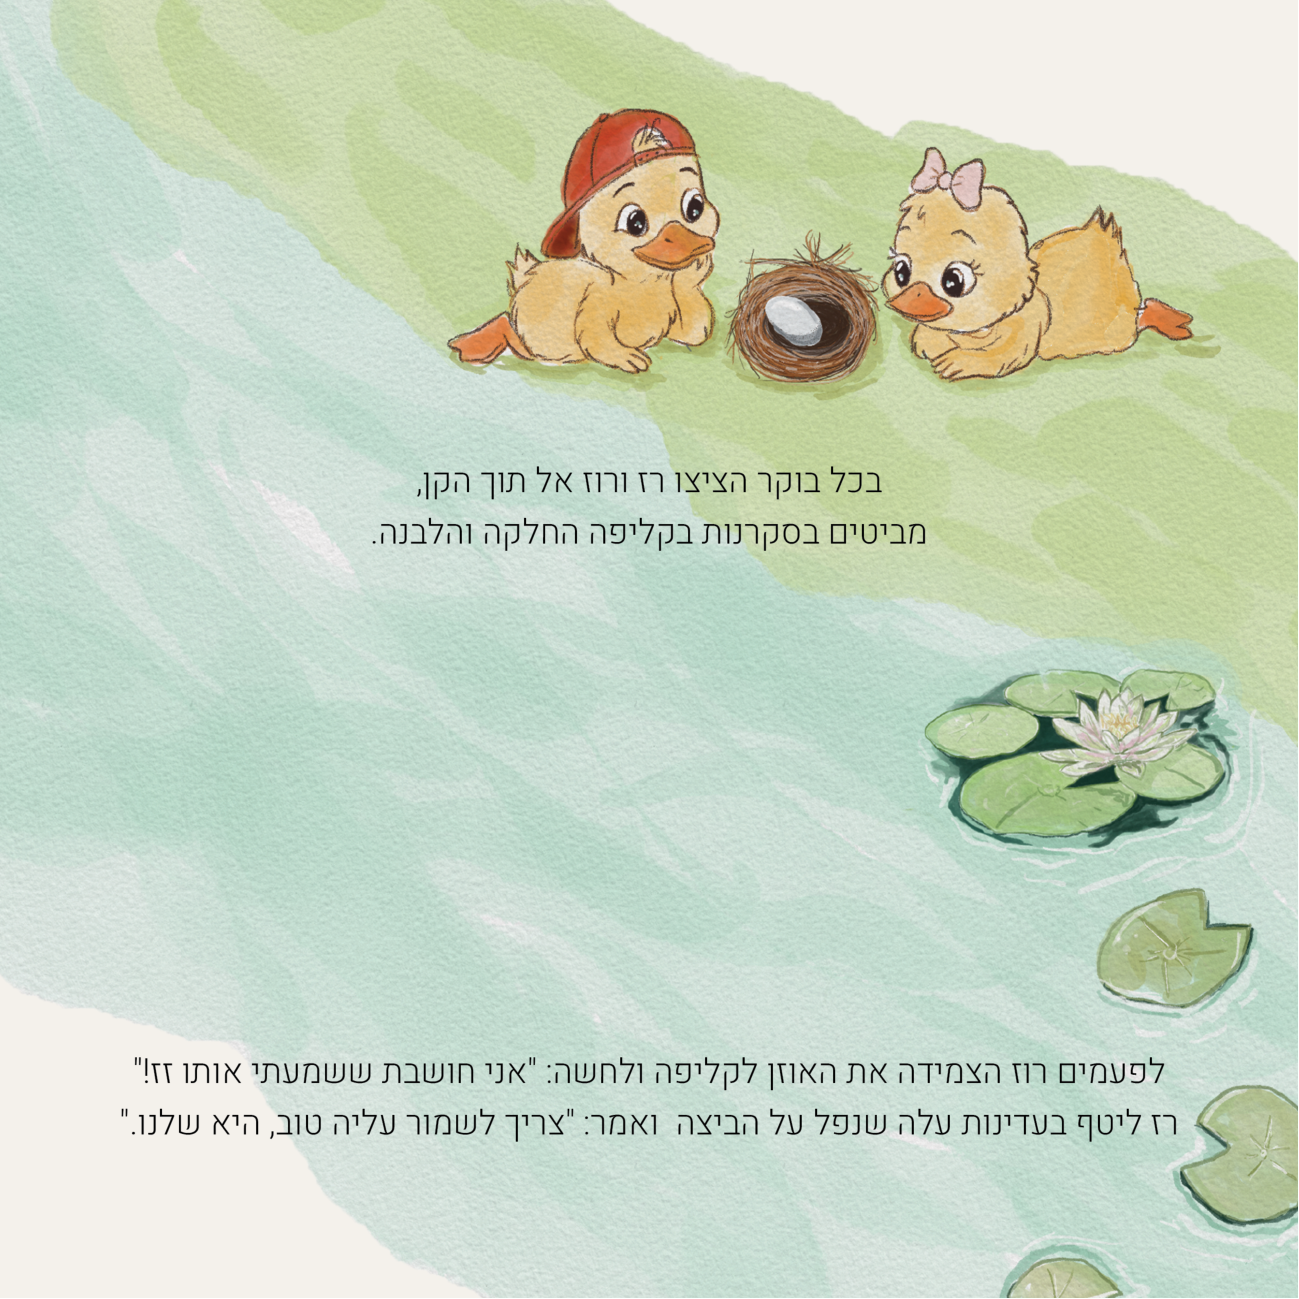 בכל בוקר הציצו רז ורוז אל תוך הקן,
מביטים בסקרנות בקליפה החלקה והלבנה.
לפעמים רוז הצמידה את האוזן לקליפה ולחשה: "אני חושבת ששמעתי אותו זז!"
רז ליטף בעדינות עלה שנפל על הביצה  ואמר: "צריך לשמור עליה טוב, היא שלנו."